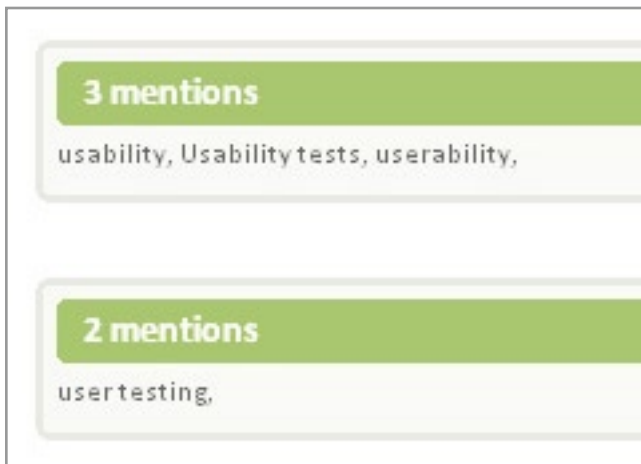 3 mentions
usability, Usability tests, userability,
2 mentions
user testing,